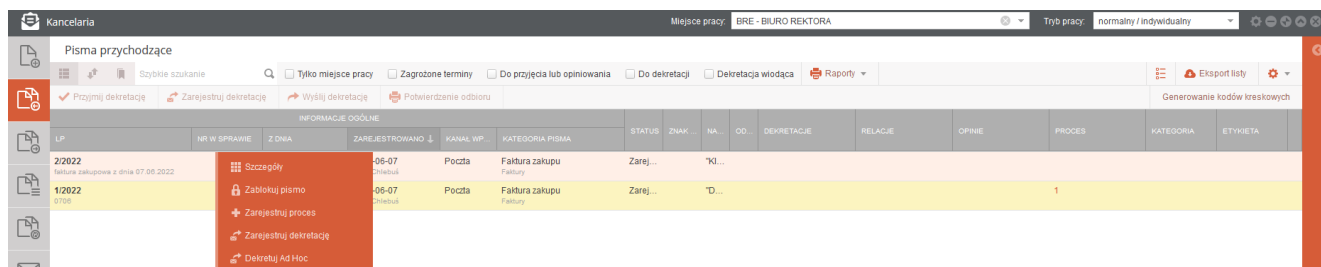 Kancelaria Miejsce pracy: BRE - BIURO REKTORA Tryb pracy: normalny / indywidualny
Pisma przychodzące
Szybkie szukanie Tylko miejsce pracy Zagrożone terminy Do przyjęcia lub opiniowania Do dekretacji Dekretacja wiodąca Raporty Eksport listy
Przyjmij dekretację Zarejestruj dekretację Wyślij dekretację Potwierdzenie odbioru Generowanie kodów kreskowych
INFORMACJE OGÓLNE
LP NR W SPRAWIE Z DNIA ZAREJESTROWANO ↓ KANAŁ WP... KATEGORIA PISMA STATUS ZNAK ... NA... OD... DEKRETACJE RELACJE OPINIE PROCES KATEGORIA ETYKIETA
2/2022 -06-07 Poczta Faktura zakupu Zarej... "KI...
faktura zakupowa z dnia 07.06.2022 Chlebuś Faktury
Szczegóły
1/2022 Zablokuj pismo -06-07 Poczta Faktura zakupu Zarej... "D... 1
0706 Chlebuś Faktury
Zarejestruj proces
Zarejestruj dekretację
Dekretuj Ad Hoc